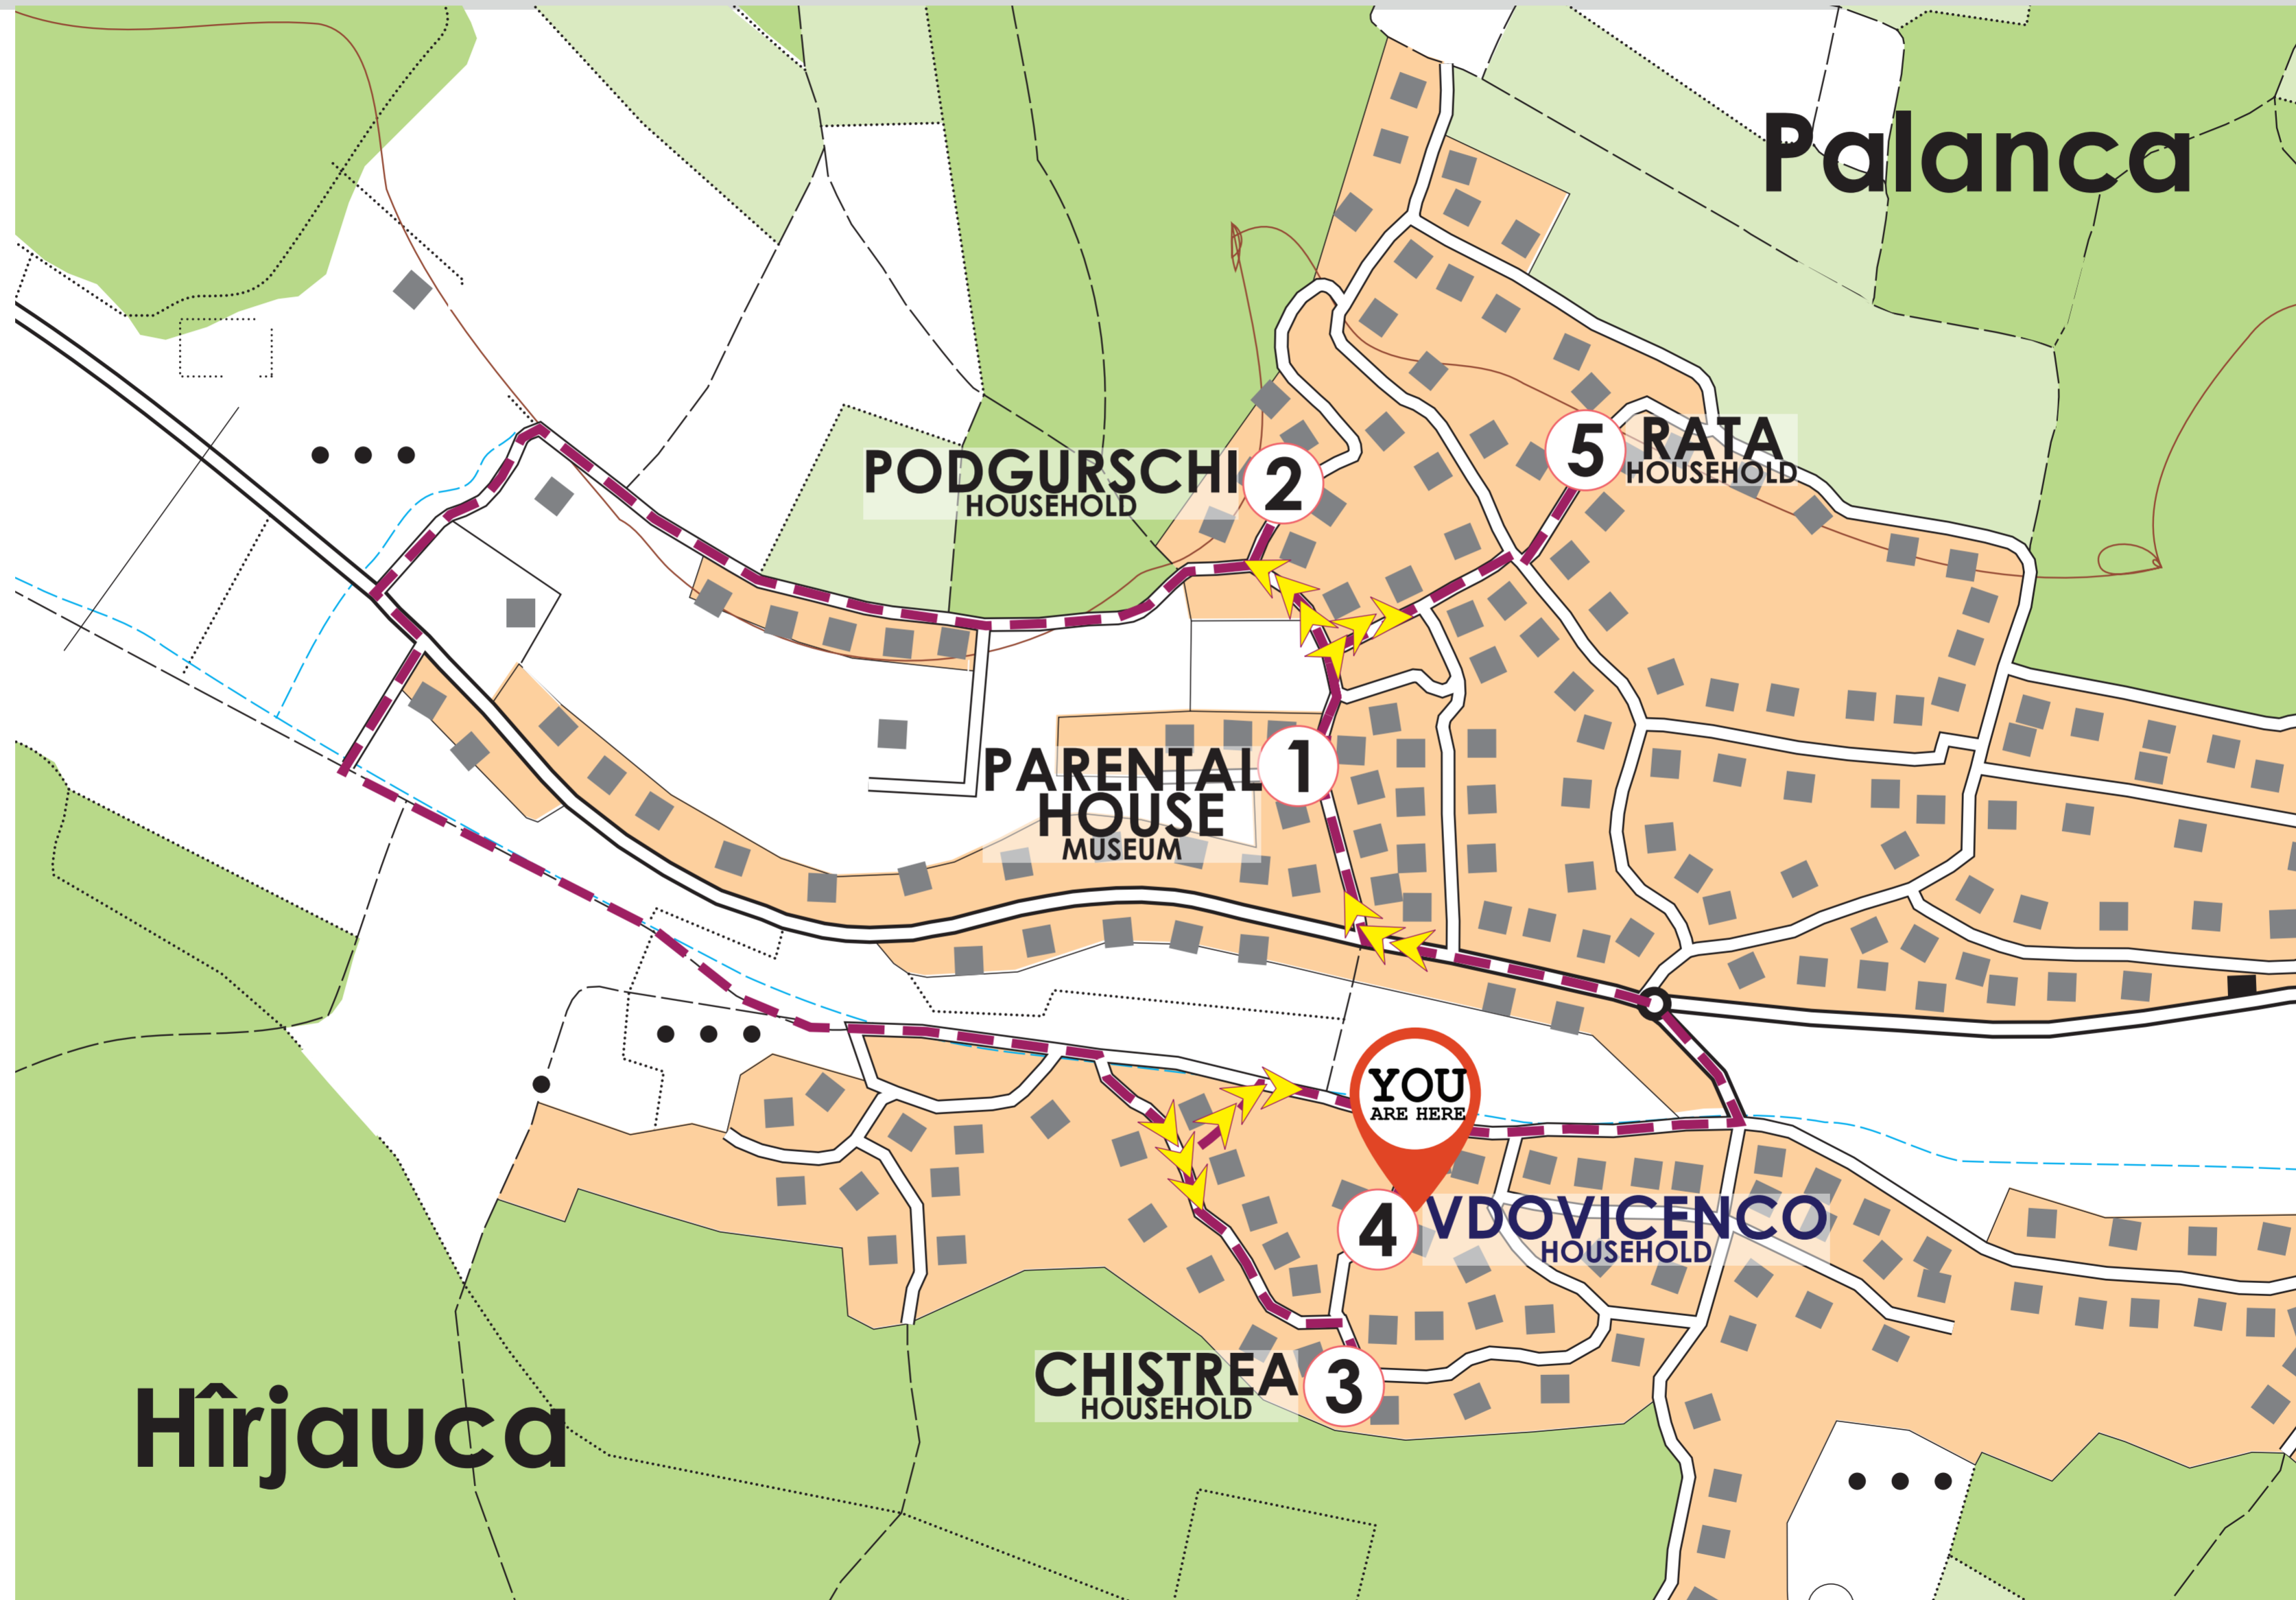 Palanca
PODGURSCHI
HOUSEHOLD
2
5
RATA
HOUSEHOLD
PARENTAL
HOUSE
MUSEUM
1
YOU
ARE HERE
4
VDOVICENCO
HOUSEHOLD
CHISTREA
HOUSEHOLD
3
Hîrjauca